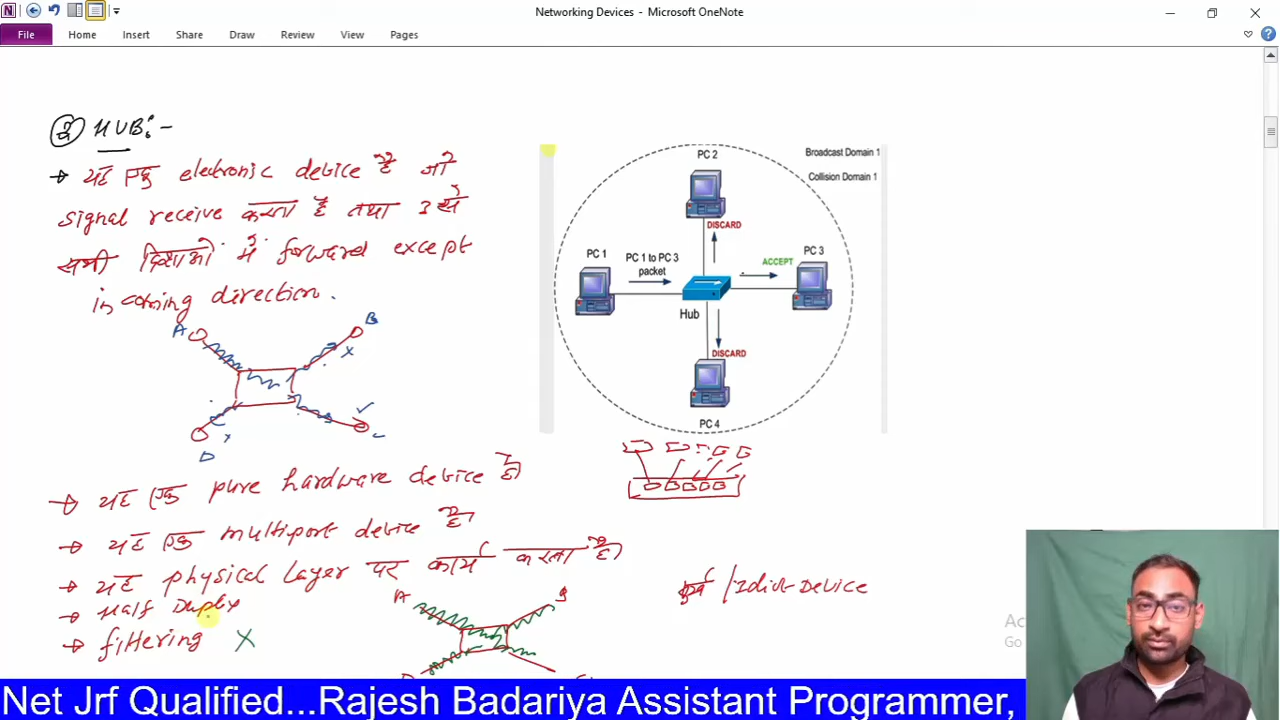 Networking Devices - Microsoft OneNote
File Home Insert Share Draw Review View Pages
② HUB:-
→ यह एक electronic device है जो
signal receive करता है तथा उसे
सभी दिशाओं में forward except
incoming direction.
A
B
C
D
→ यह एक pure hardware device है
→ यह एक multiport device है
→ यह physical layer पर कार्य करता है
→ Half Duplex
→ filtering X
Broadcast Domain 1
Collision Domain 1
PC 2
DISCARD
PC 1
PC 1 to PC 3
packet
ACCEPT
PC 3
Hub
DISCARD
PC 4
A
B
D
/Idiot Device
Net Jrf Qualified...Rajesh Badariya Assistant Programmer,